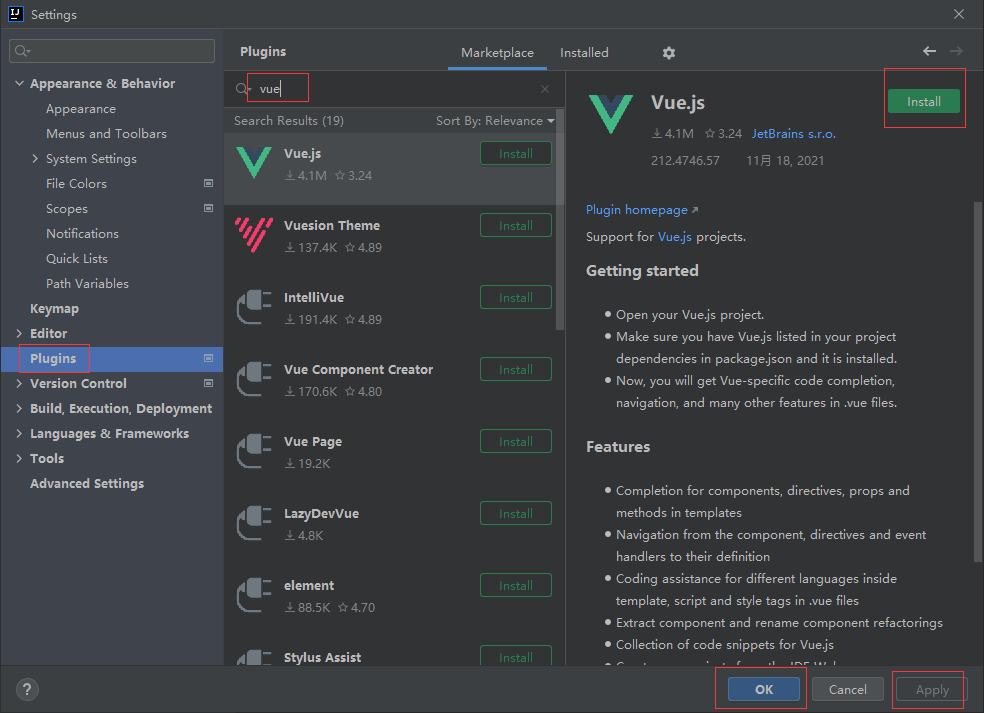 IJ
Settings
Appearance & Behavior
Appearance
Menus and Toolbars
System Settings
File Colors
Scopes
Notifications
Quick Lists
Path Variables
Keymap
Editor
Plugins
Version Control
Build, Execution, Deployment
Languages & Frameworks
Tools
Advanced Settings
Plugins
Marketplace
Installed
vue
Search Results (19)
Sort By: Relevance
Vue.js
4.1M 3.24
Install
Vuesion Theme
137.4K 4.89
Install
IntelliVue
191.4K 4.89
Install
Vue Component Creator
170.6K 4.80
Install
Vue Page
19.2K
Install
LazyDevVue
4.8K
Install
element
88.5K 4.70
Install
Stylus Assist
Install
Vue.js
Install
4.1M 3.24 JetBrains s.r.o.
212.4746.57 11月 18, 2021
Plugin homepage
Support for Vue.js projects.
Getting started
Open your Vue.js project.
Make sure you have Vue.js listed in your project
dependencies in package.json and it is installed.
Now, you will get Vue-specific code completion,
navigation, and many other features in .vue files.
Features
Completion for components, directives, props and
methods in templates
Navigation from the component, directives and event
handlers to their definition
Coding assistance for different languages inside
template, script and style tags in .vue files
Extract component and rename component refactorings
Collection of code snippets for Vue.js
?
OK
Cancel
Apply